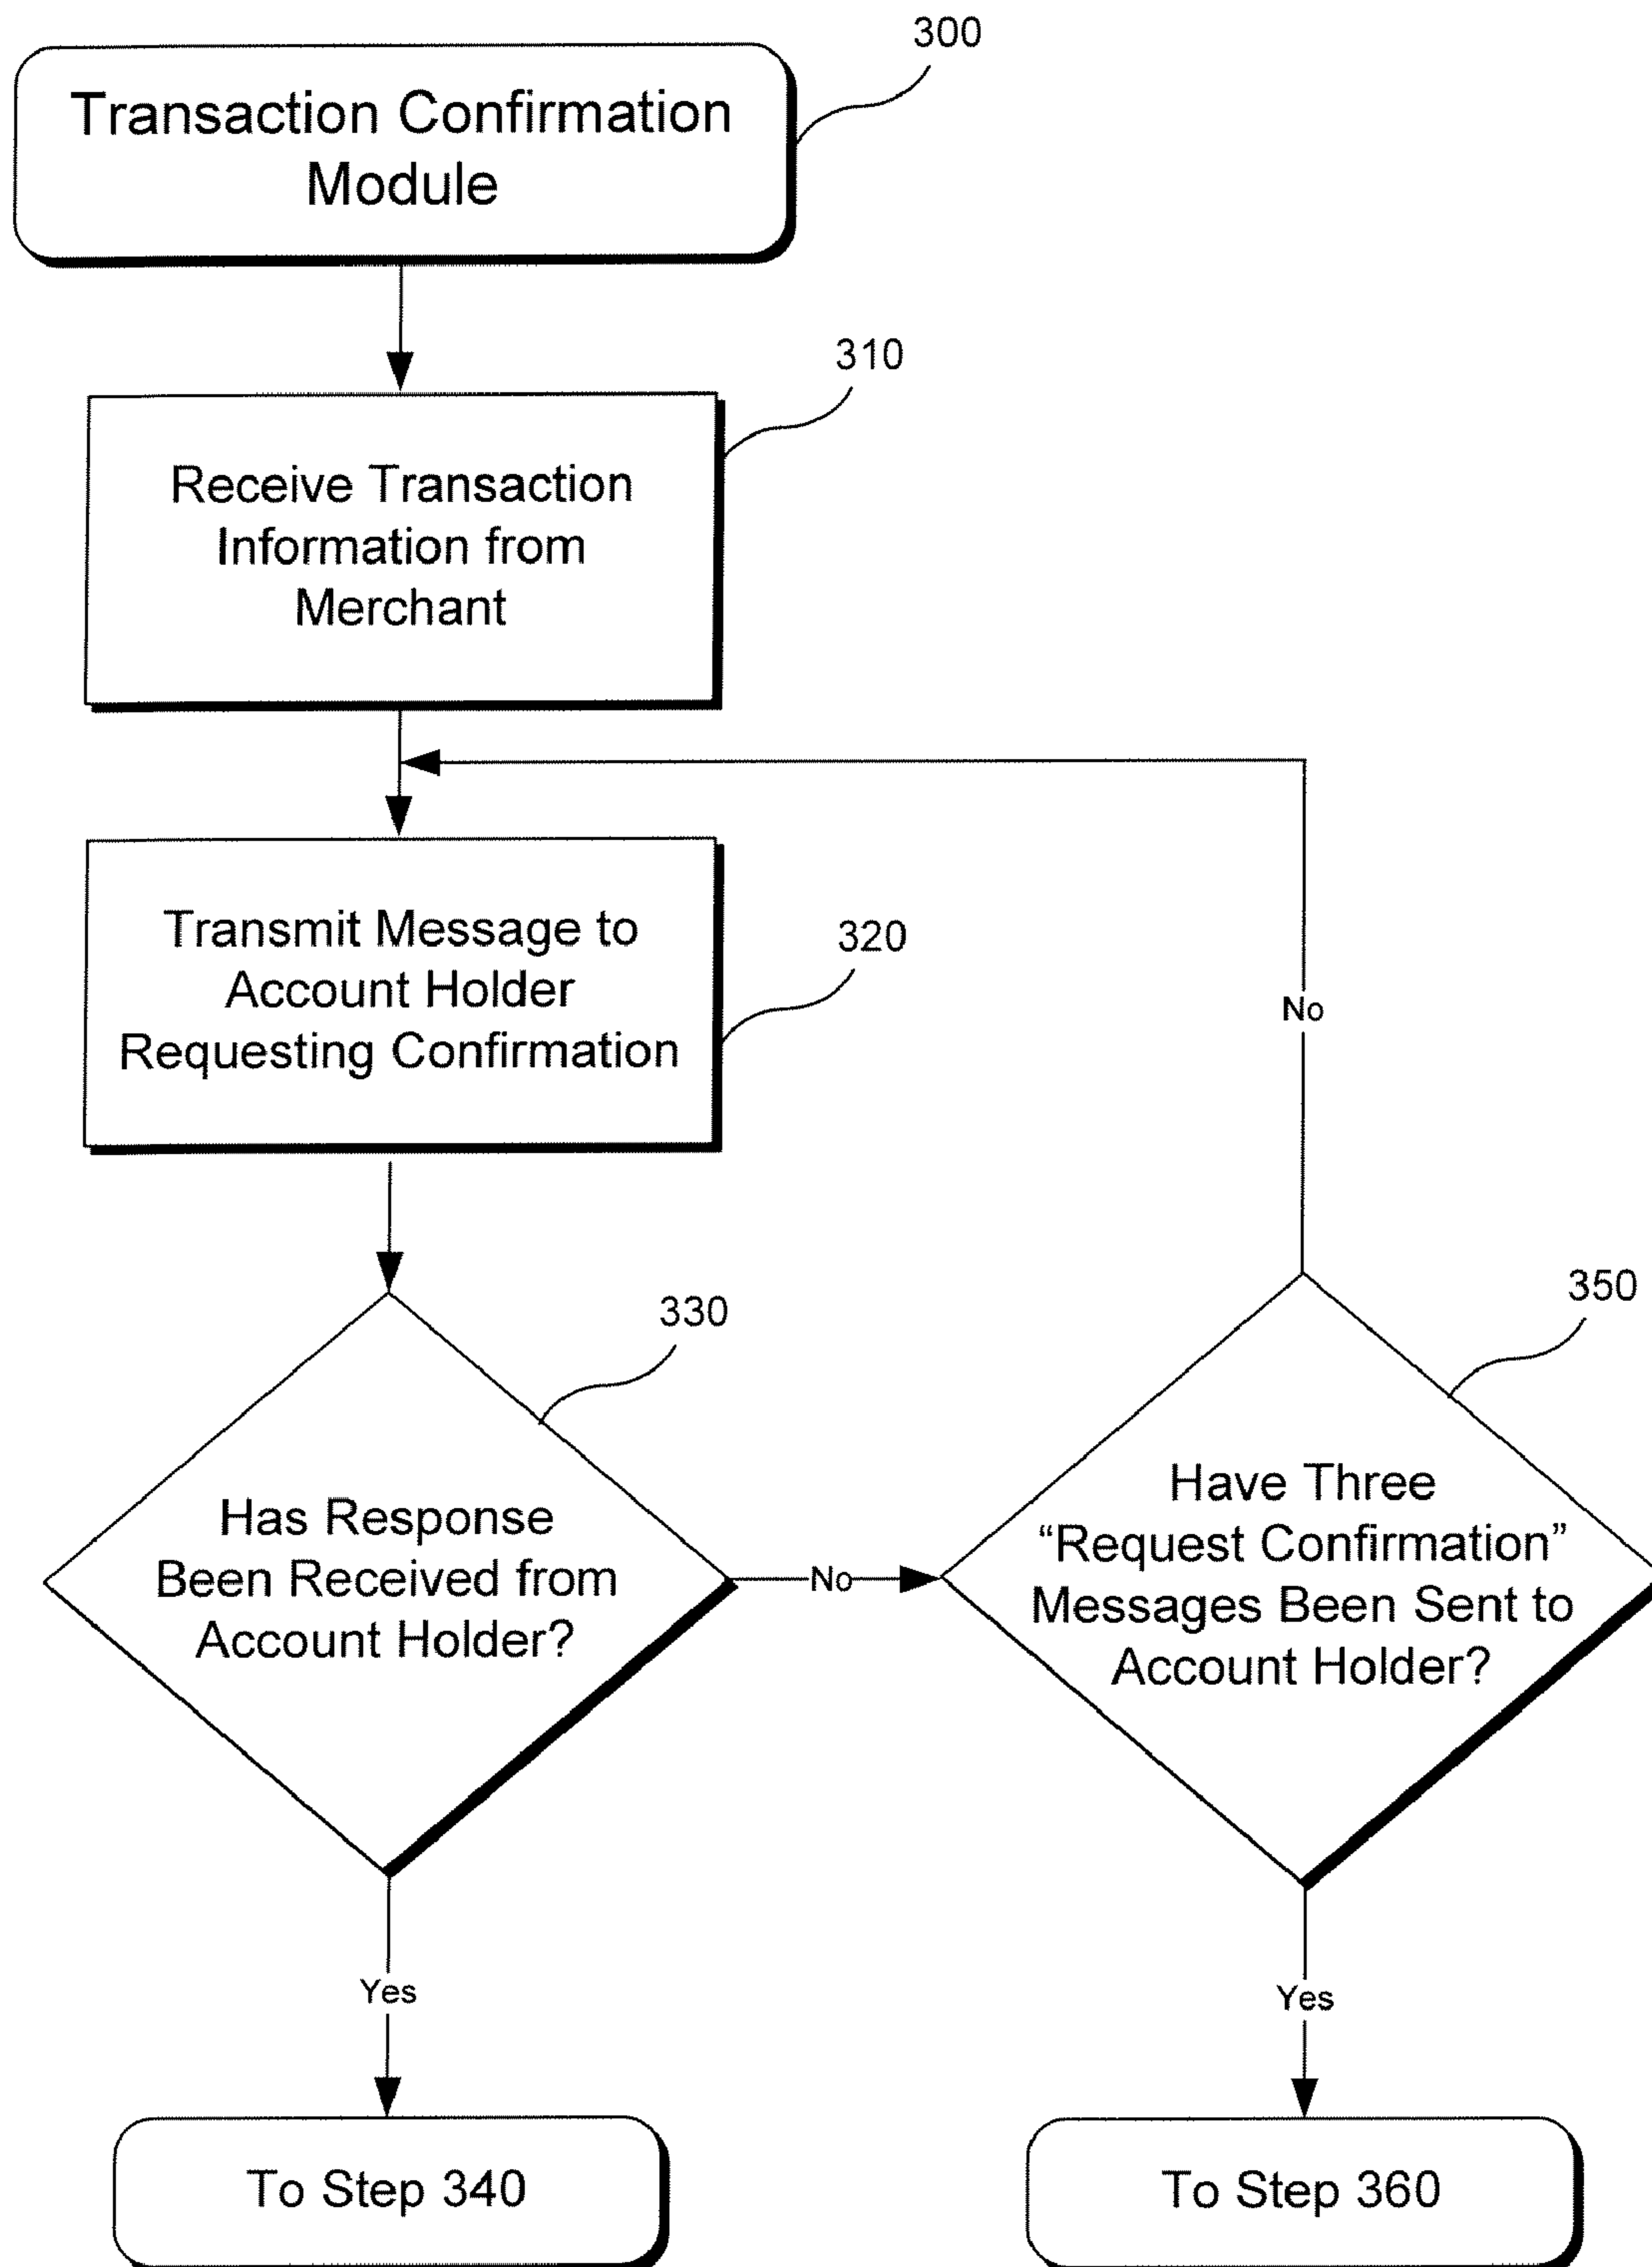 300
Transaction Confirmation
Module
310
Receive Transaction
Information from
Merchant
320
Transmit Message to
Account Holder
Requesting Confirmation
No
330
350
Has Response
Been Received from
Account Holder?
No
Have Three
“Request Confirmation”
Messages Been Sent to
Account Holder?
Yes
Yes
To Step 340
To Step 360